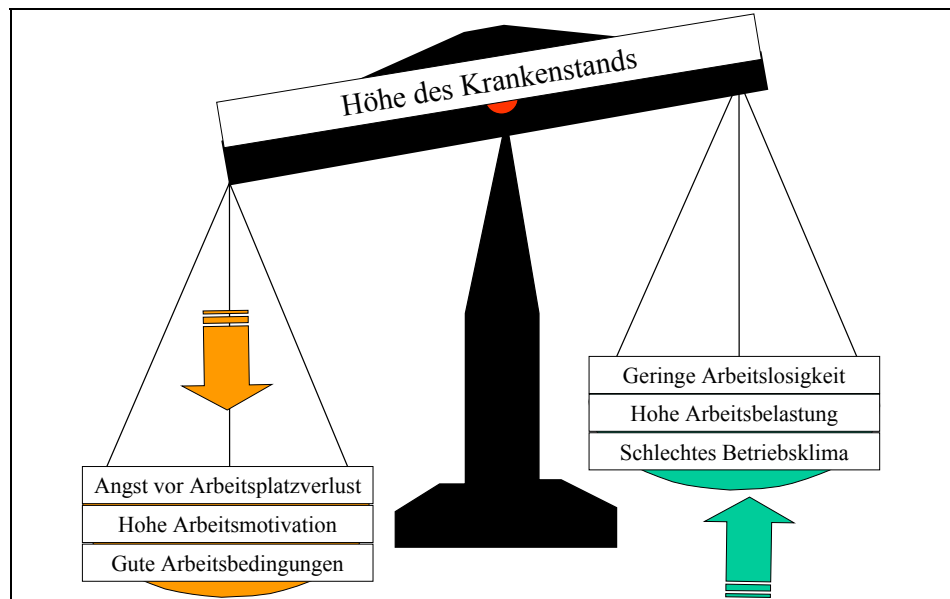 Höhe des Krankenstands
Angst vor Arbeitsplatzverlust
Hohe Arbeitsmotivation
Gute Arbeitsbedingungen
Geringe Arbeitslosigkeit
Hohe Arbeitsbelastung
Schlechtes Betriebsklima